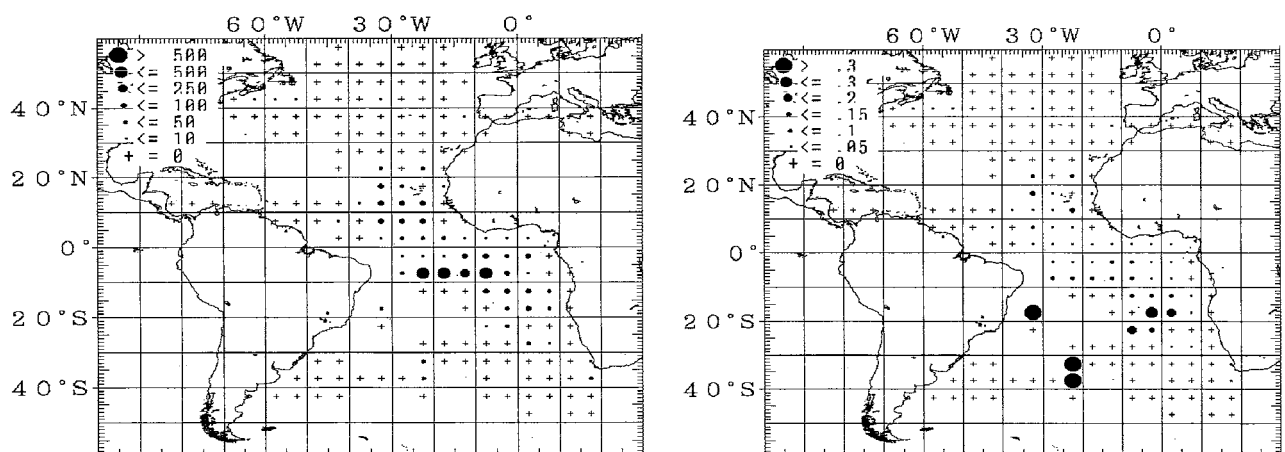 60°W 30°W 0°
> 500
<= 500
<= 250
<= 100
<= 50
<= 10
+ = 0
40°N
20°N
0°
20°S
40°S
60°W 30°W 0°
> .3
<= .3
<= .2
<= .15
<= .1
<= .05
+ = 0
40°N
20°N
0°
20°S
40°S